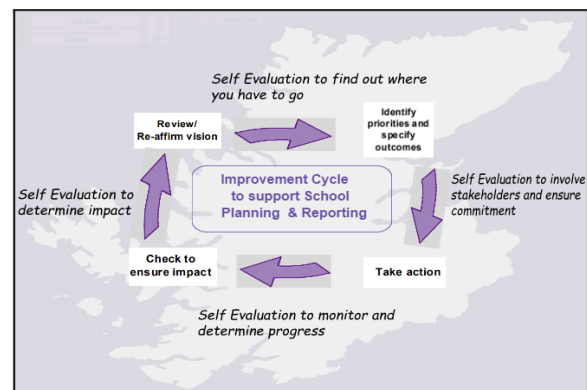 Self Evaluation to find out where
you have to go
Review/
Re-affirm vision
Identify
priorities and
specify
outcomes
Improvement Cycle
to support School
Planning & Reporting
Self Evaluation to
determine impact
Self Evaluation to involve
stakeholders and ensure
commitment
Check to
ensure impact
Take action
Self Evaluation to monitor and
determine progress